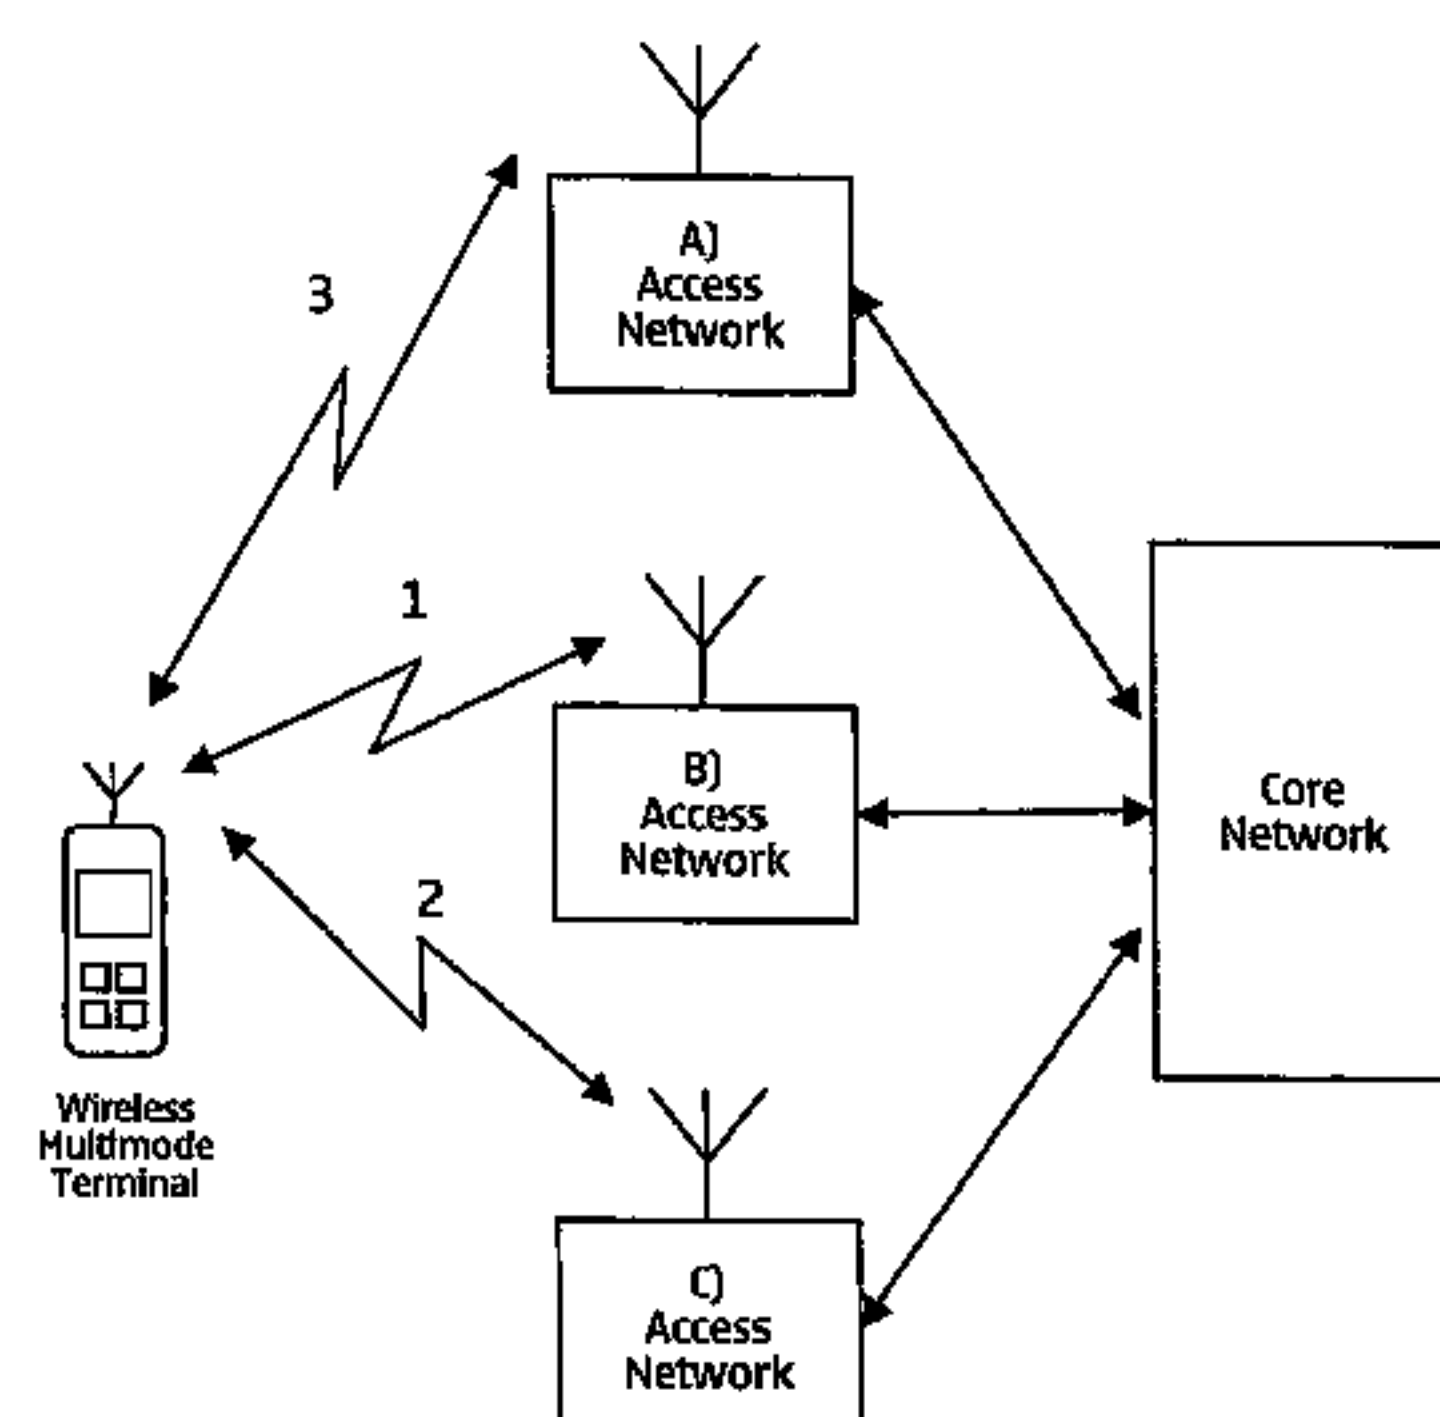 A)
Access
Network
3
1
B)
Access
Network
Core
Network
2
Wireless
Multimode
Terminal
C)
Access
Network